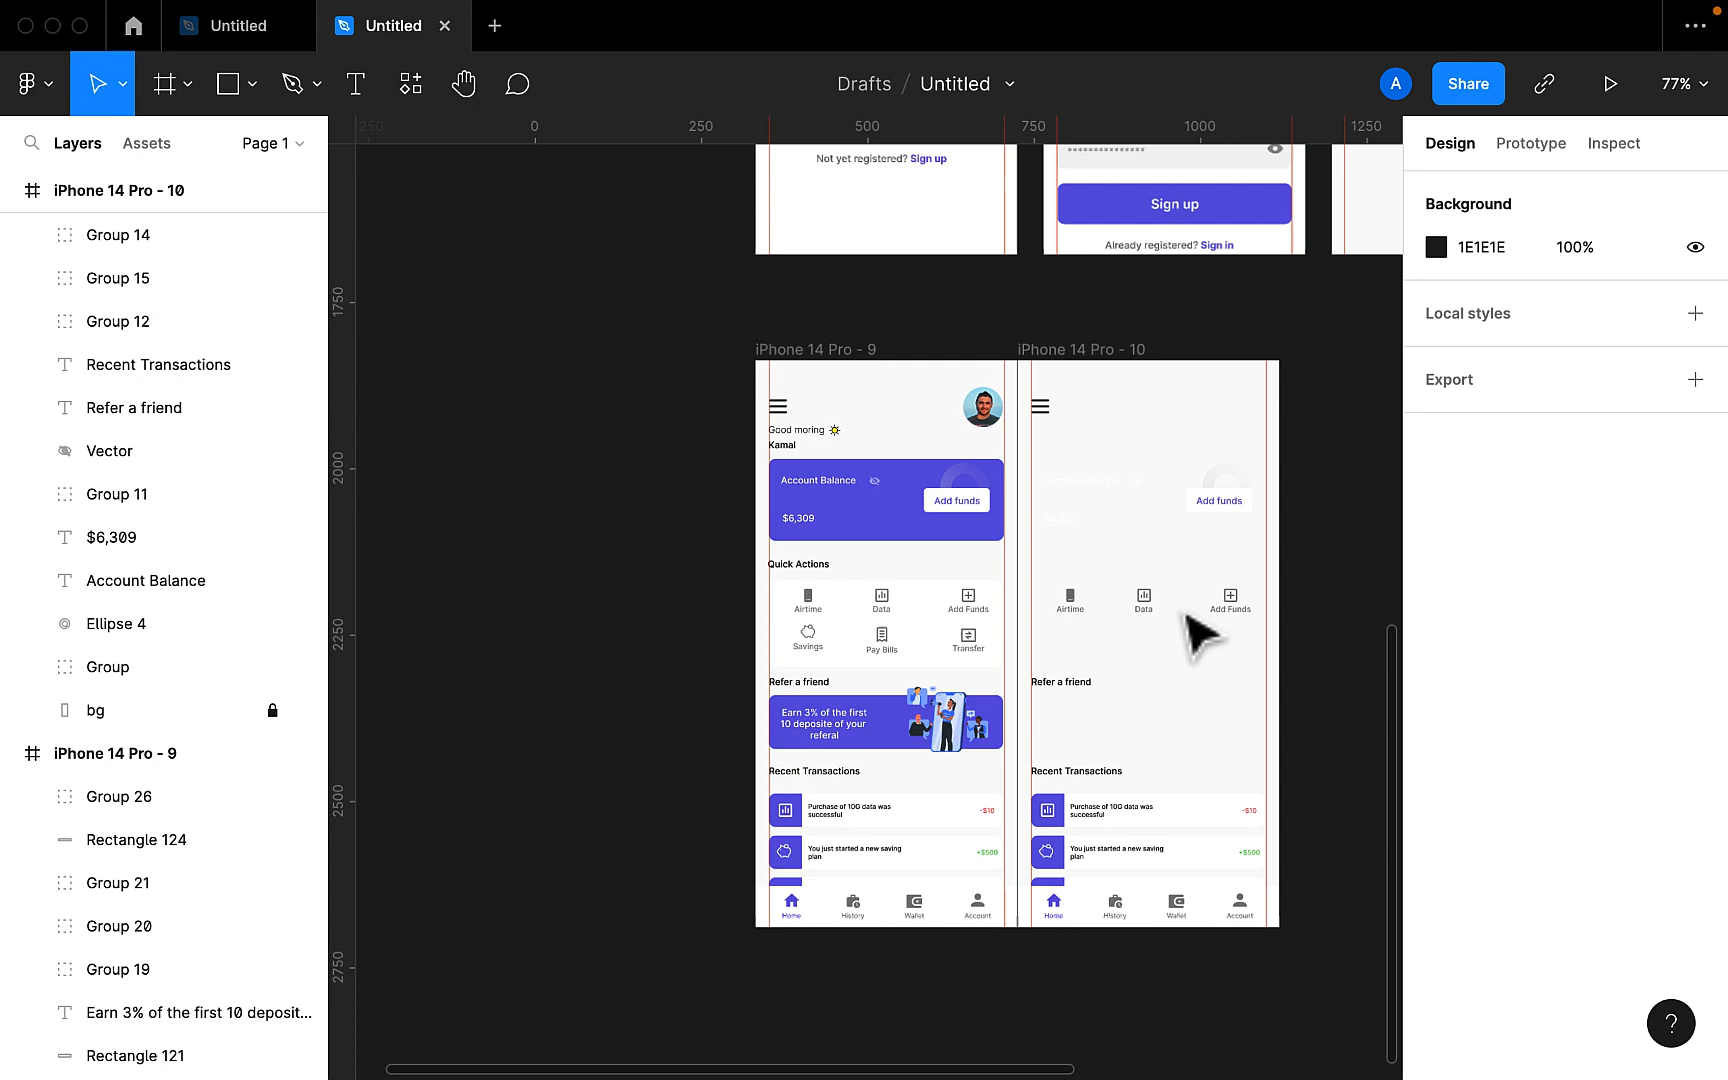 Untitled
Untitled
Drafts / Untitled
A
Share
77%
Layers
Assets
Page 1
iPhone 14 Pro - 10
Group 14
Group 15
Group 12
Recent Transactions
Refer a friend
Vector
Group 11
$6,309
Account Balance
Ellipse 4
Group
bg
iPhone 14 Pro - 9
Group 26
Rectangle 124
Group 21
Group 20
Group 19
Earn 3% of the first 10 deposit...
Rectangle 121
250
0
250
500
750
1000
1250
1750
2000
2250
2500
2750
Not yet registered? Sign up
***************
Sign up
Already registered? Sign in
iPhone 14 Pro - 9
Good moring
Kamal
Account Balance
Add funds
$6,309
Quick Actions
Airtime
Data
Add Funds
Savings
Pay Bills
Transfer
Refer a friend
Earn 3% of the first
10 deposite of your
referal
Recent Transactions
Purchase of 10G data was
successful
-$10
You just started a new saving
plan
+$500
Home
History
Wallet
Account
iPhone 14 Pro - 10
Account Balance
Add funds
$6,309
Airtime
Data
Add Funds
Refer a friend
Recent Transactions
Purchase of 10G data was
successful
-$10
You just started a new saving
plan
+$500
Home
History
Wallet
Account
Design
Prototype
Inspect
Background
1E1E1E
100%
Local styles
Export
?